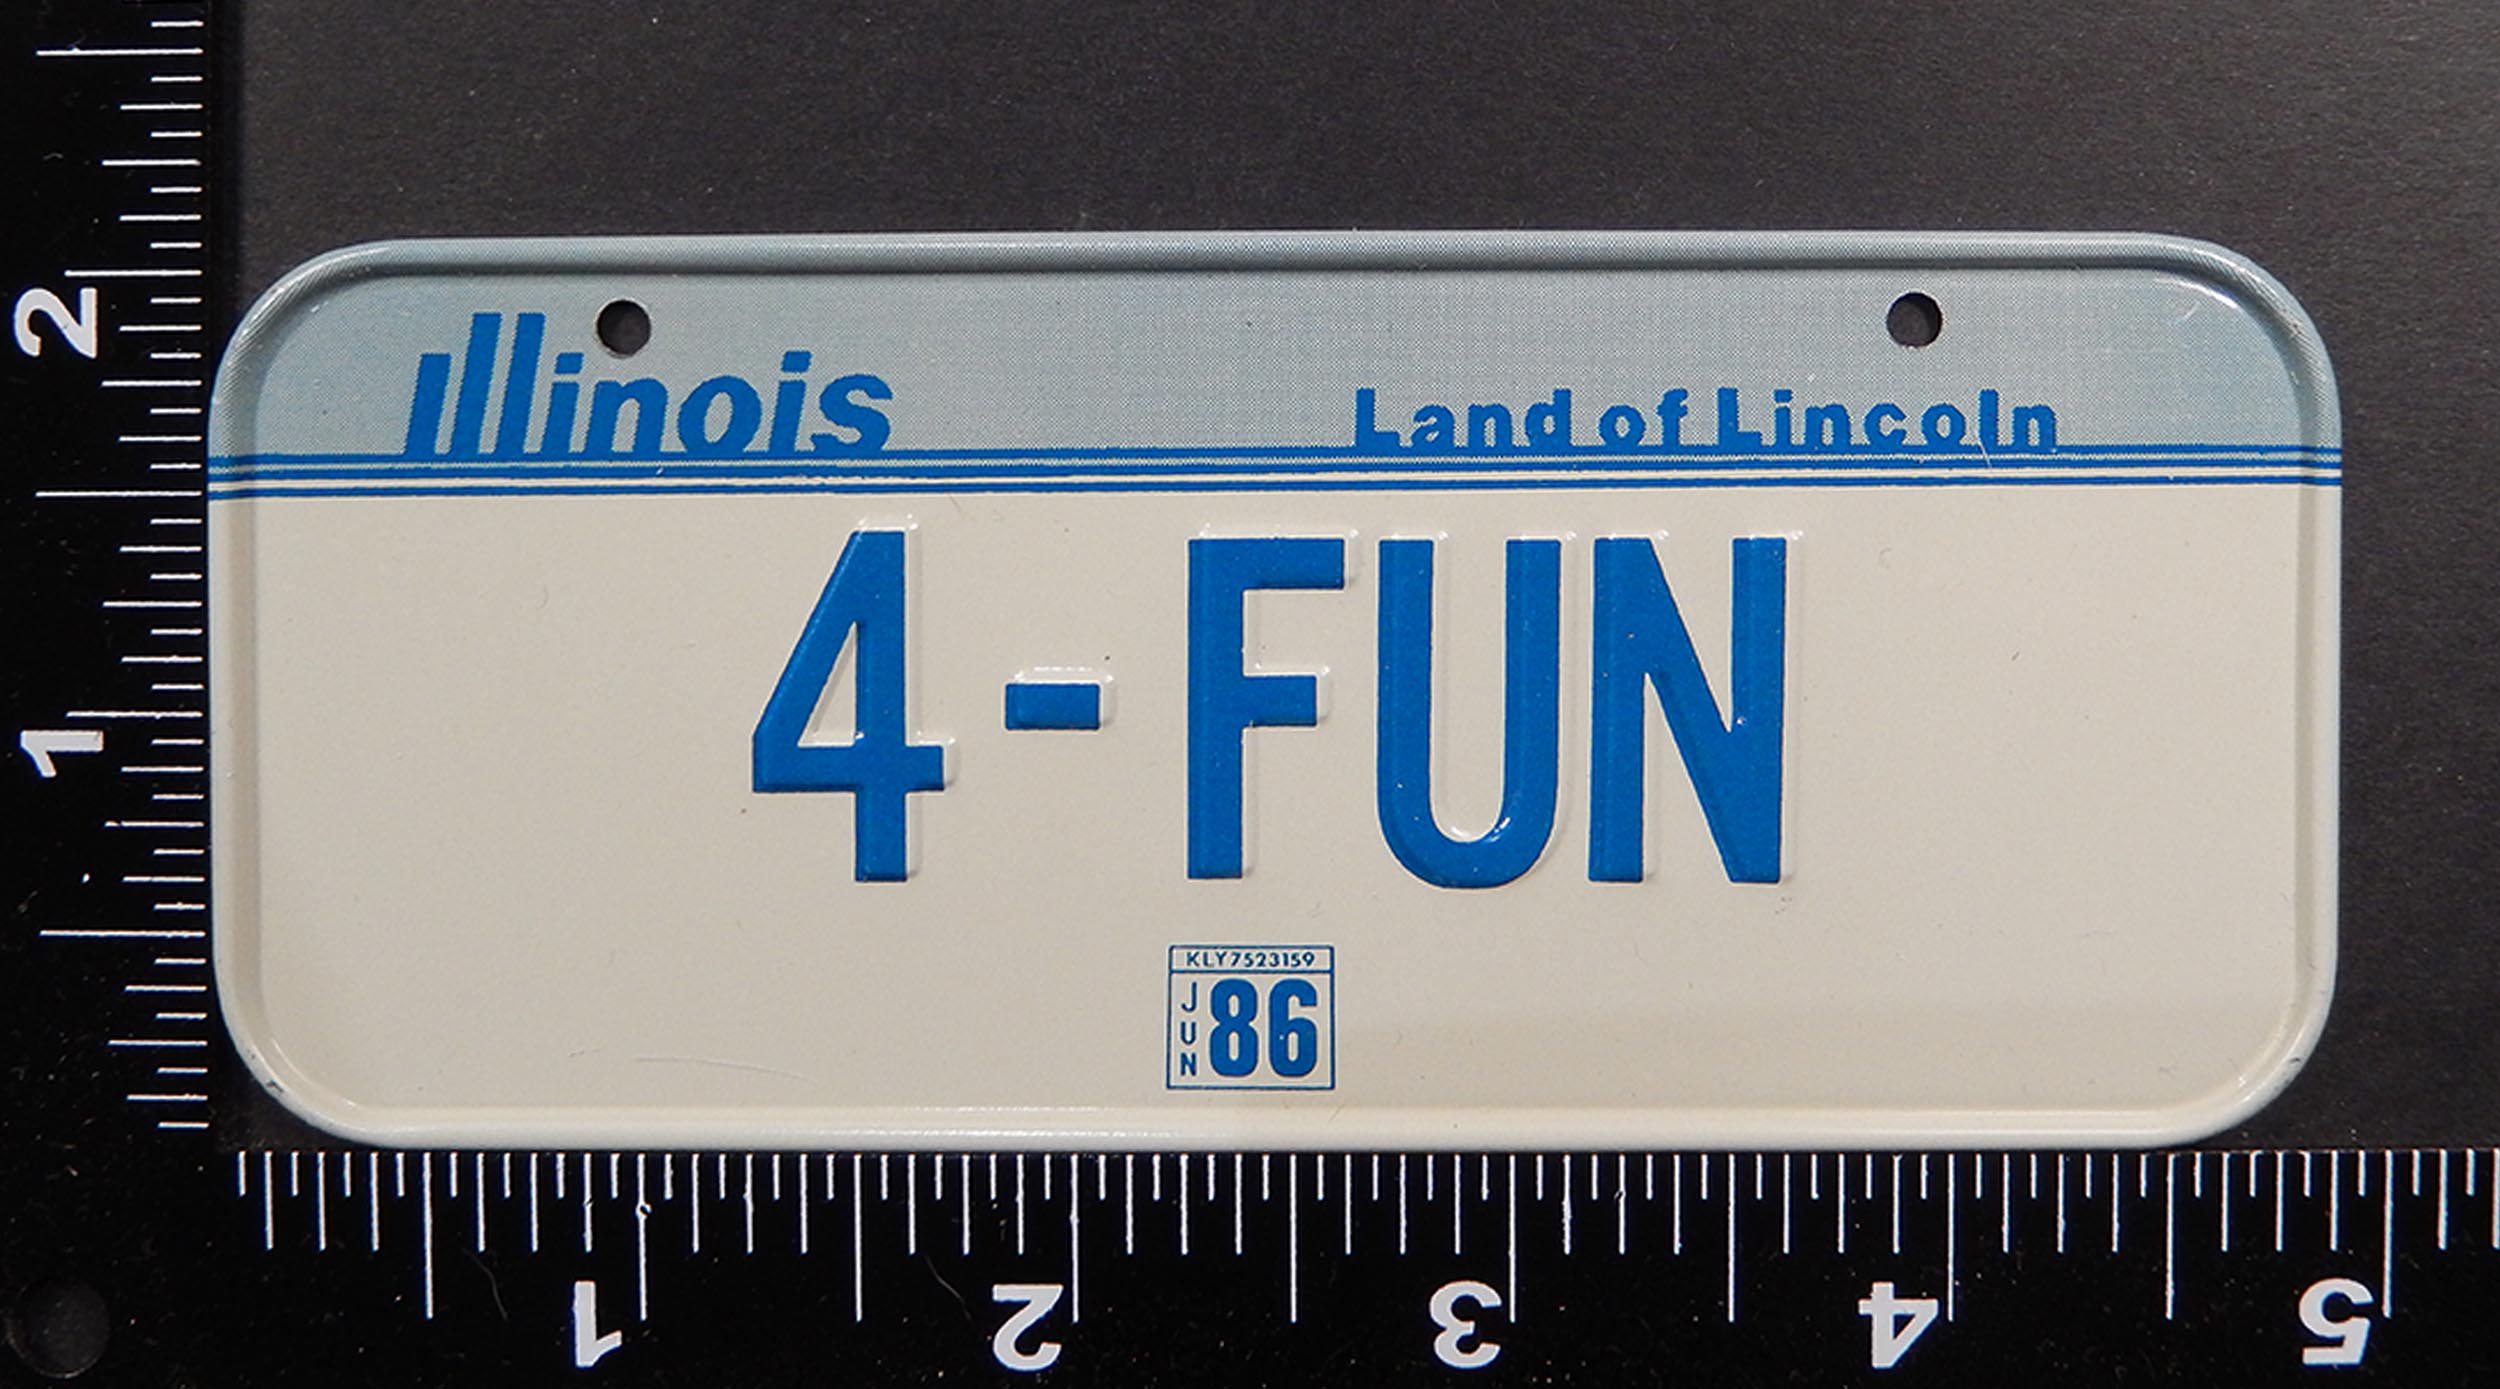 Illinois Land of Lincoln
4-FUN
KLY7523159
JUN 86
2
1
1 2 3 4 5